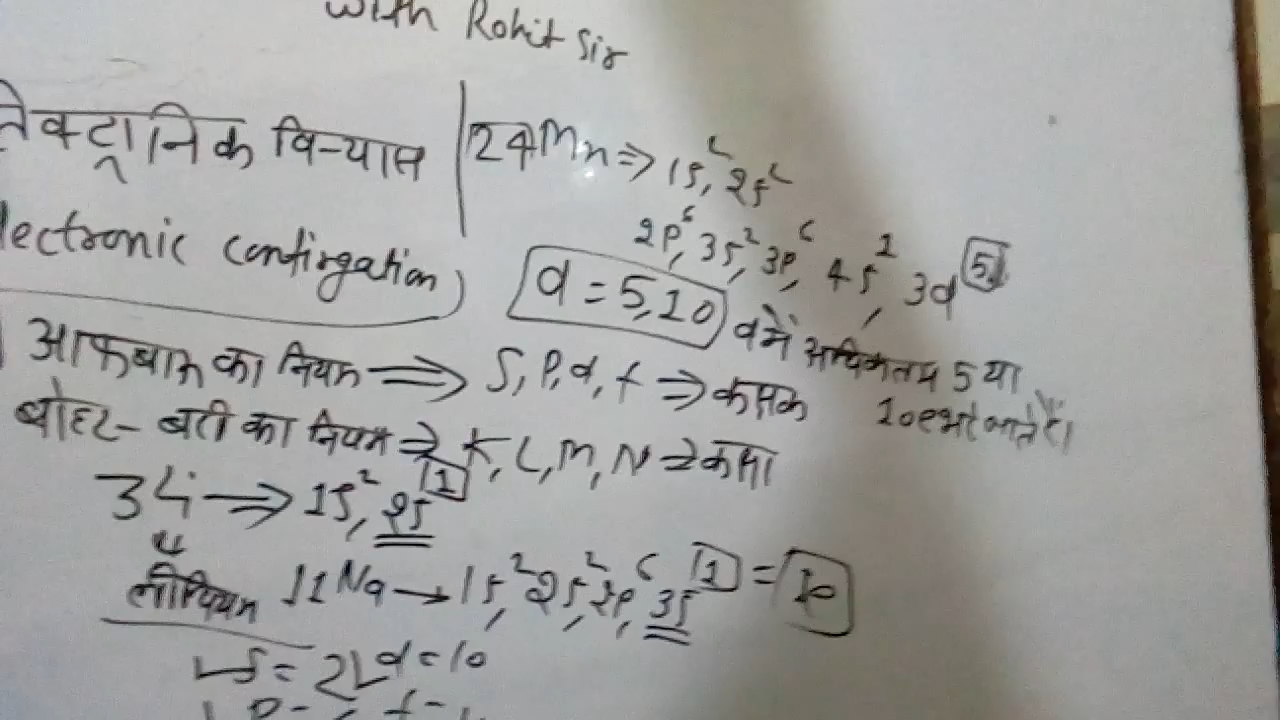 with Rohit Sir
लेक्ट्रानिक विन्यास
lectronic confirgation)
24Mn⇒ 1s², 2s²
2p⁶, 3s², 3p⁶, 4s¹, 3d⁵
d = 5,10
d में अधिकतम 5 या
10
आफबाऊ का नियम ⇒ S, P, d, f ⇒ कक्षक
बोहर- बरी का नियम ⇒ K, L, M, N ⇒ कक्षा
3Li ⇒ 1s², 2s¹
लीथियम
11Na → 1s², 2s², 2p⁶, 3s¹ = 10
S = 2 d = 10